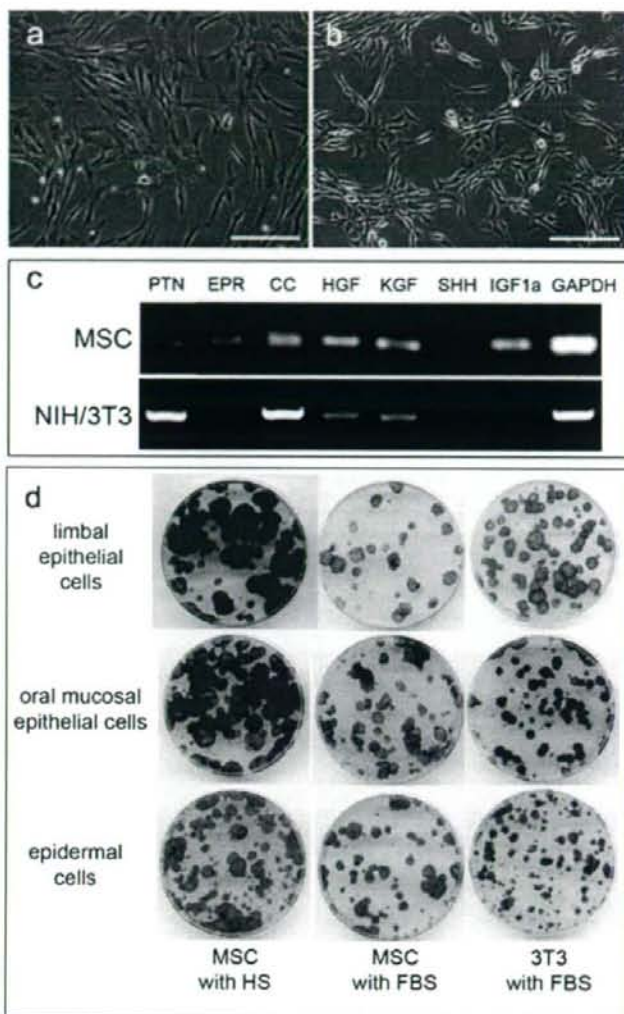 a
b
c
PTN EPR CC HGF KGF SHH IGF1a GAPDH
MSC
NIH/3T3
d
limbal
epithelial
cells
oral mucosal
epithelial cells
epidermal
cells
MSC
with HS
MSC
with FBS
3T3
with FBS